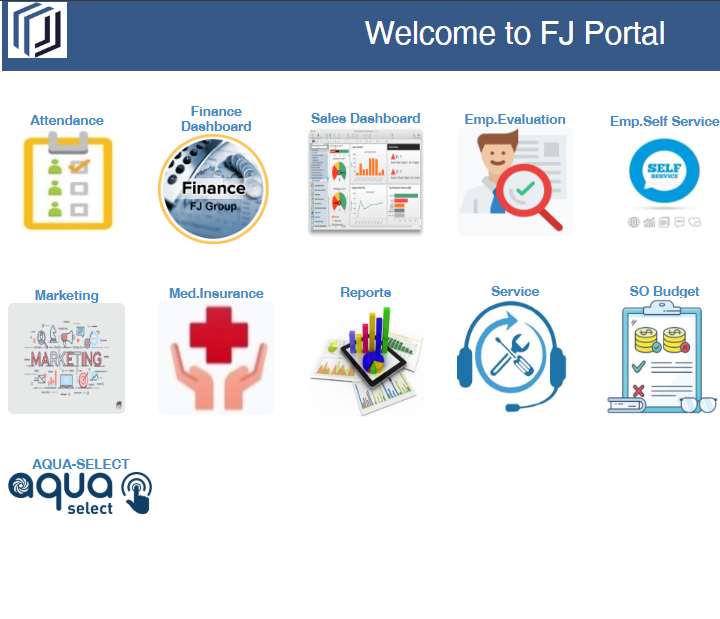 Welcome to FJ Portal
Attendance
Finance
Dashboard
Sales Dashboard
Emp.Evaluation
Emp.Self Service
Finance
FJ Group
SELF
SERVICE
Marketing
Med.Insurance
Reports
Service
SO Budget
MARKETING
AQUA-SELECT
aqua
select